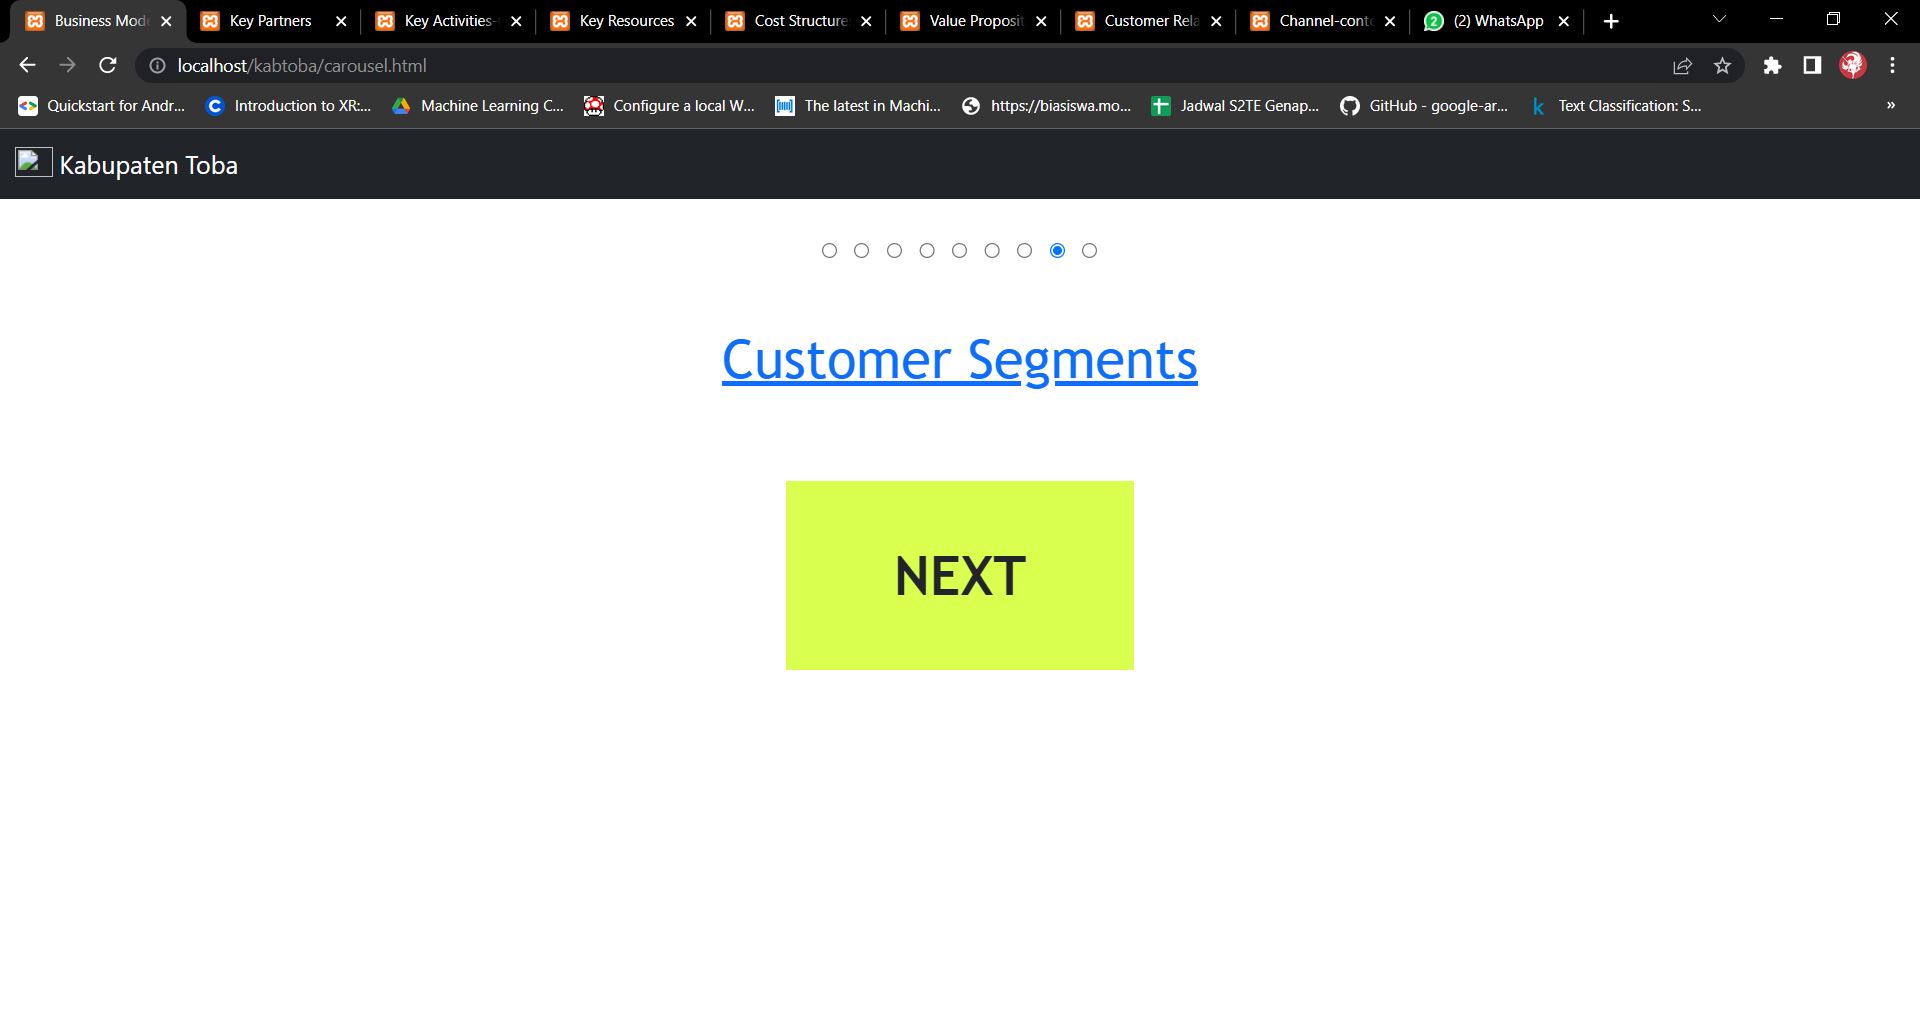 Business Mod
Key Partners
Key Activities-
Key Resources
Cost Structure
Value Proposit
Customer Rela
Channel-cont
2
(2) WhatsApp
localhost/kabtoba/carousel.html
Quickstart for Andr...
Introduction to XR:...
Machine Learning C...
Configure a local W...
The latest in Machi...
https://biasiswa.mo...
Jadwal S2TE Genap...
GitHub - google-ar...
Text Classification: S...
Kabupaten Toba
Customer Segments
NEXT